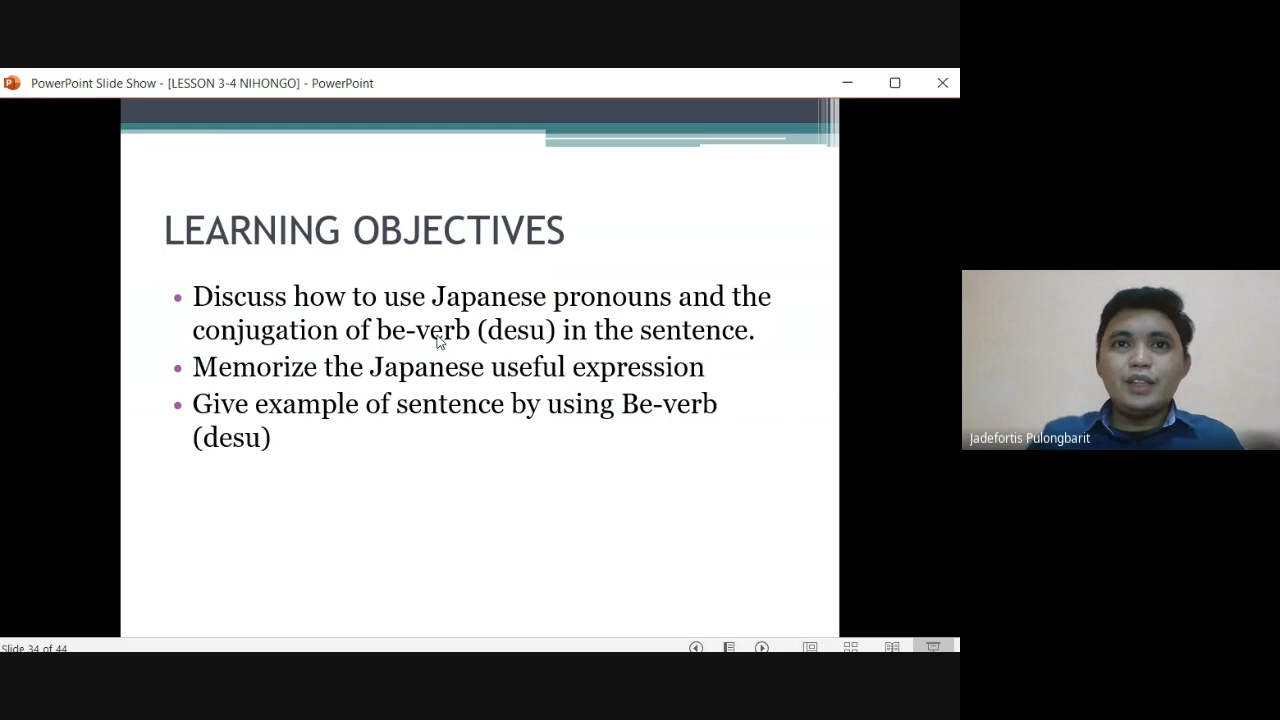 PowerPoint Slide Show - [LESSON 3-4 NIHONGO] - PowerPoint
LEARNING OBJECTIVES
• Discuss how to use Japanese pronouns and the
conjugation of be-verb (desu) in the sentence.
• Memorize the Japanese useful expression
• Give example of sentence by using Be-verb
(desu)
Jadefortis Pulongbarit
Slide 34 of 44